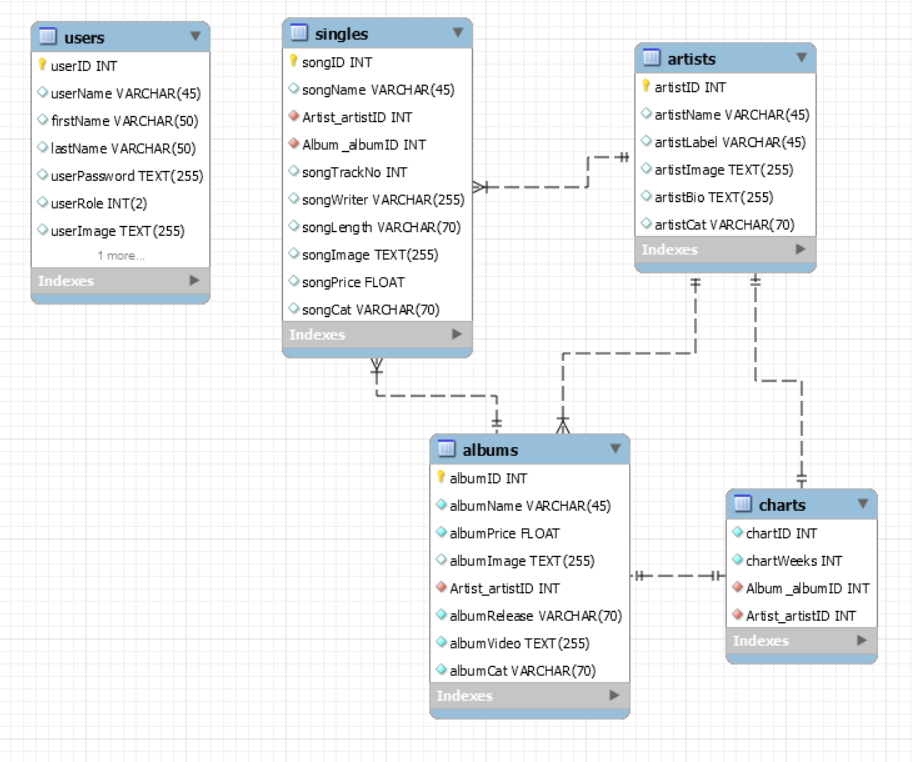 users
userID INT
userName VARCHAR(45)
firstName VARCHAR(50)
lastName VARCHAR(50)
userPassword TEXT(255)
userRole INT(2)
userImage TEXT(255)
1 more...
Indexes
singles
songID INT
songName VARCHAR(45)
Artist_artistID INT
Album _albumID INT
songTrackNo INT
songWriter VARCHAR(255)
songLength VARCHAR(70)
songImage TEXT(255)
songPrice FLOAT
songCat VARCHAR(70)
Indexes
artists
artistID INT
artistName VARCHAR(45)
artistLabel VARCHAR(45)
artistImage TEXT(255)
artistBio TEXT(255)
artistCat VARCHAR(70)
Indexes
albums
albumID INT
albumName VARCHAR(45)
albumPrice FLOAT
albumImage TEXT(255)
Artist_artistID INT
albumRelease VARCHAR(70)
albumVideo TEXT(255)
albumCat VARCHAR(70)
Indexes
charts
chartID INT
chartWeeks INT
Album _albumID INT
Artist_artistID INT
Indexes